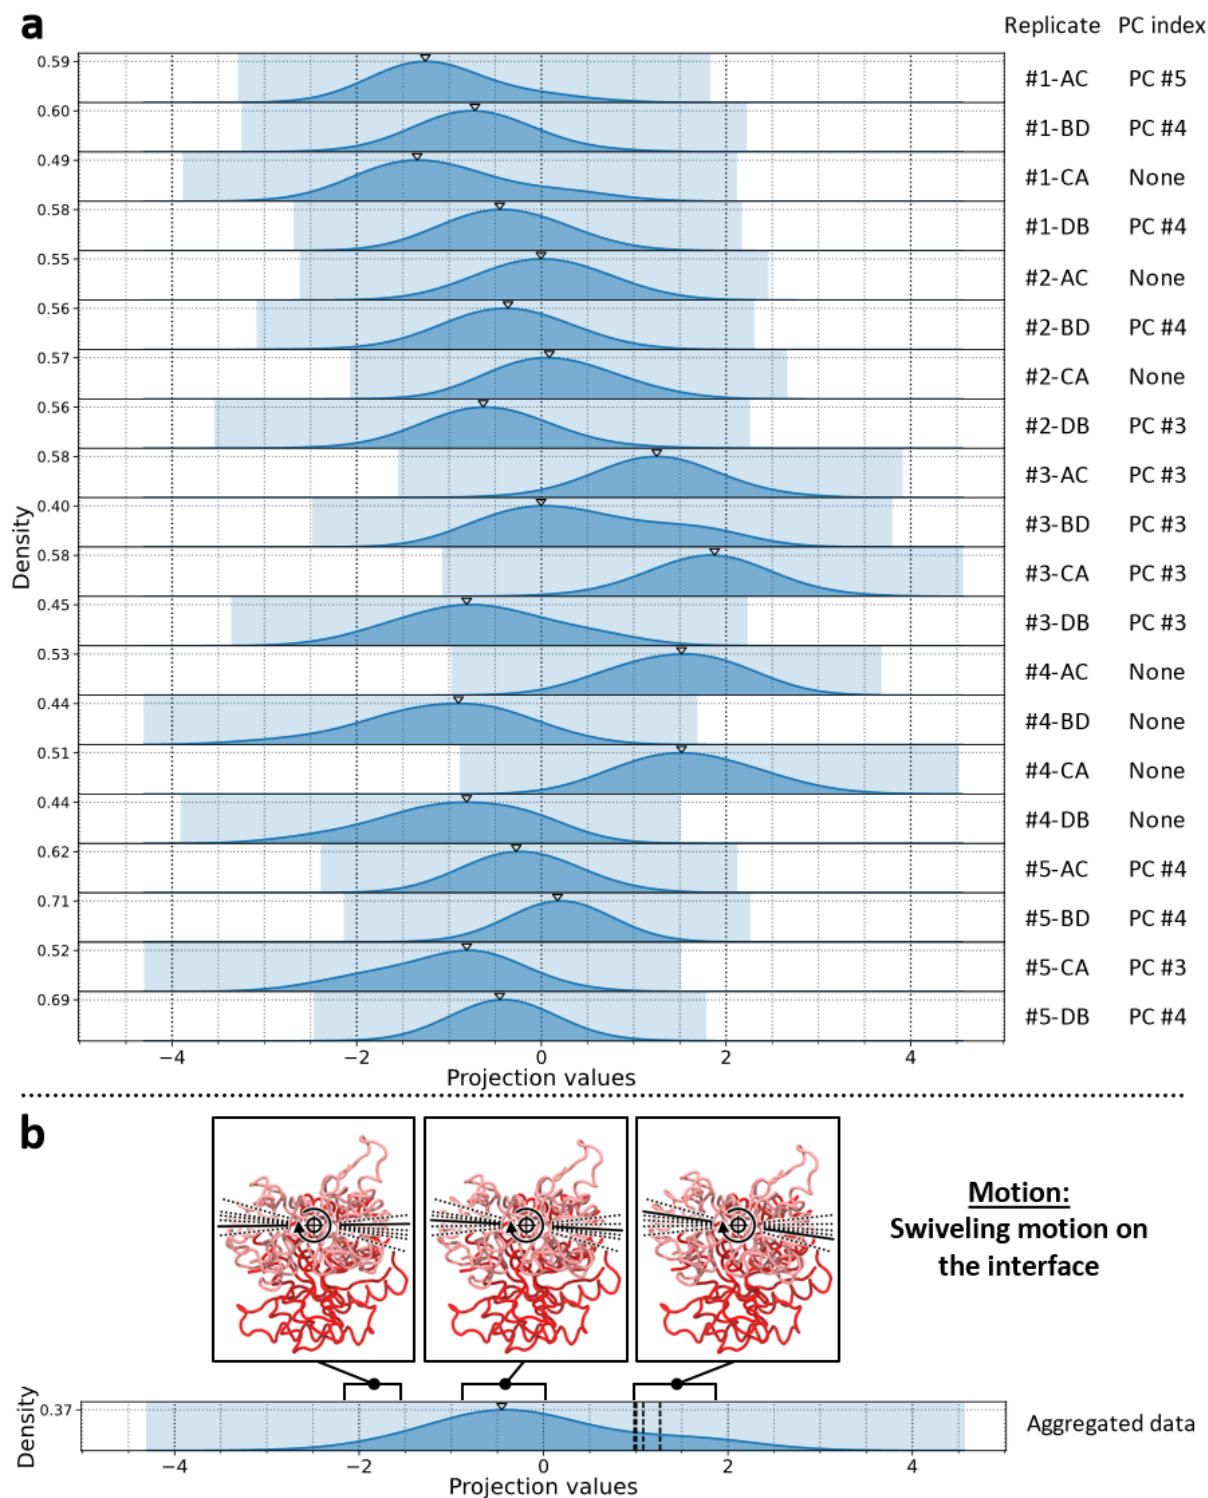 a
Replicate PC index
0.59 #1-AC PC #5
0.60 #1-BD PC #4
0.49 #1-CA None
0.58 #1-DB PC #4
0.55 #2-AC None
0.56 #2-BD PC #4
0.57 #2-CA None
0.56 #2-DB PC #3
0.58 #3-AC PC #3
0.40 #3-BD PC #3
0.58 #3-CA PC #3
0.45 #3-DB PC #3
0.53 #4-AC None
0.44 #4-BD None
0.51 #4-CA None
0.44 #4-DB None
0.62 #5-AC PC #4
0.71 #5-BD PC #4
0.52 #5-CA PC #3
0.69 #5-DB PC #4
Density
−4 −2 0 2 4
Projection values
b
Motion:
Swiveling motion on
the interface
Density
0.37
Aggregated data
−4 −2 0 2 4
Projection values